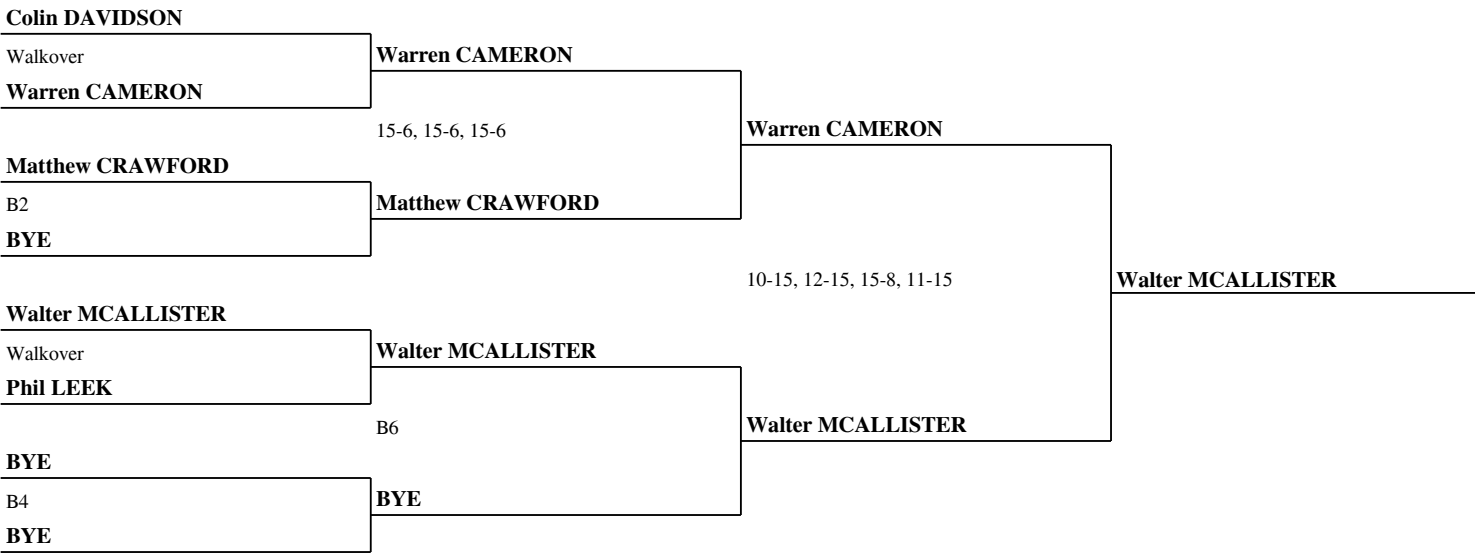 Colin DAVIDSON
Walkover
Warren CAMERON
Warren CAMERON
15-6, 15-6, 15-6
Warren CAMERON
Matthew CRAWFORD
B2
Matthew CRAWFORD
BYE
10-15, 12-15, 15-8, 11-15
Walter MCALLISTER
Walter MCALLISTER
Walkover
Walter MCALLISTER
Phil LEEK
B6
Walter MCALLISTER
BYE
B4
BYE
BYE